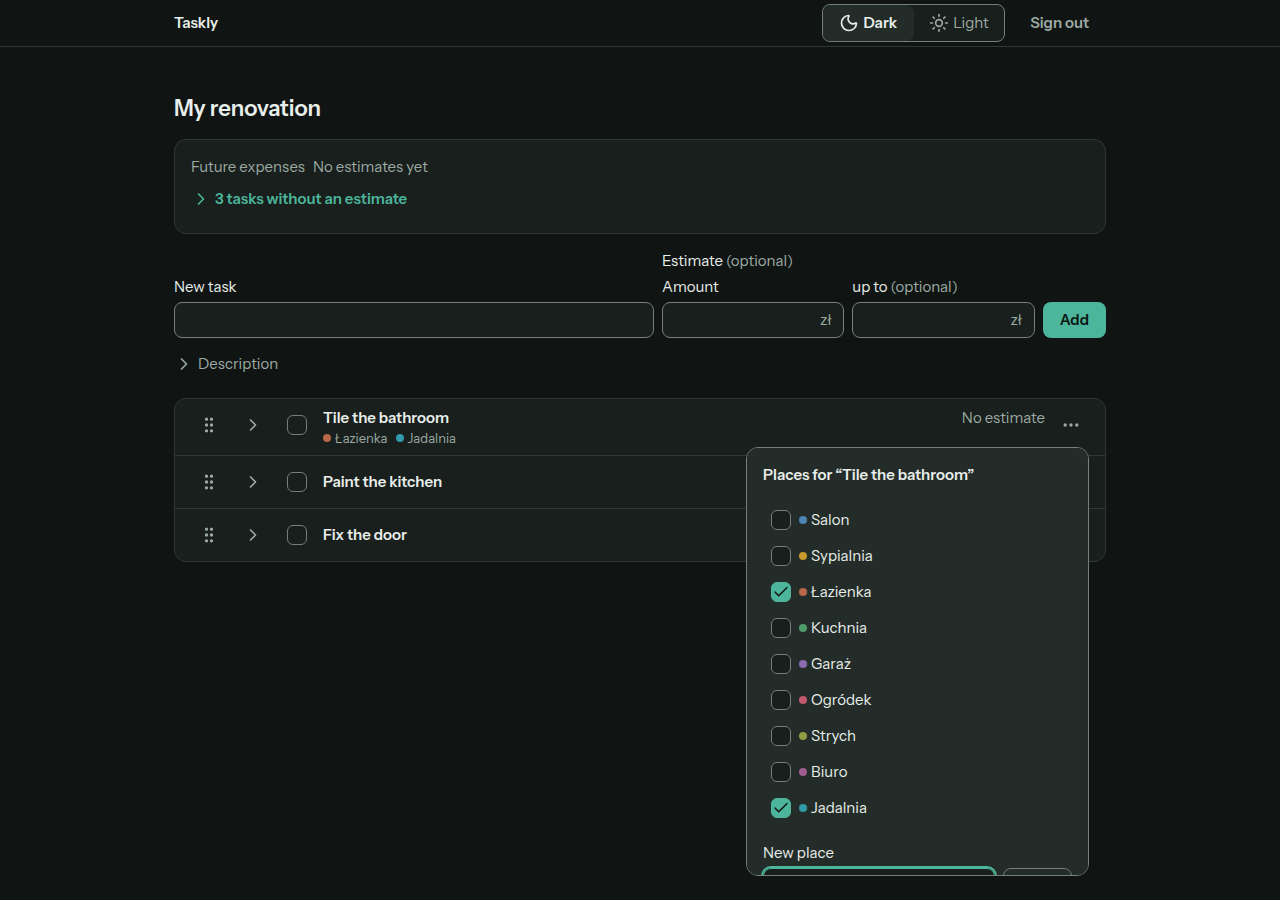 Taskly
Dark
Light
Sign out
My renovation
Future expenses No estimates yet
3 tasks without an estimate
Estimate (optional)
New task
Amount
up to (optional)
zł
zł
Add
Description
Tile the bathroom
No estimate
Łazienka
Jadalnia
Paint the kitchen
Fix the door
Places for “Tile the bathroom”
Salon
Sypialnia
Łazienka
Kuchnia
Garaż
Ogródek
Strych
Biuro
Jadalnia
New place